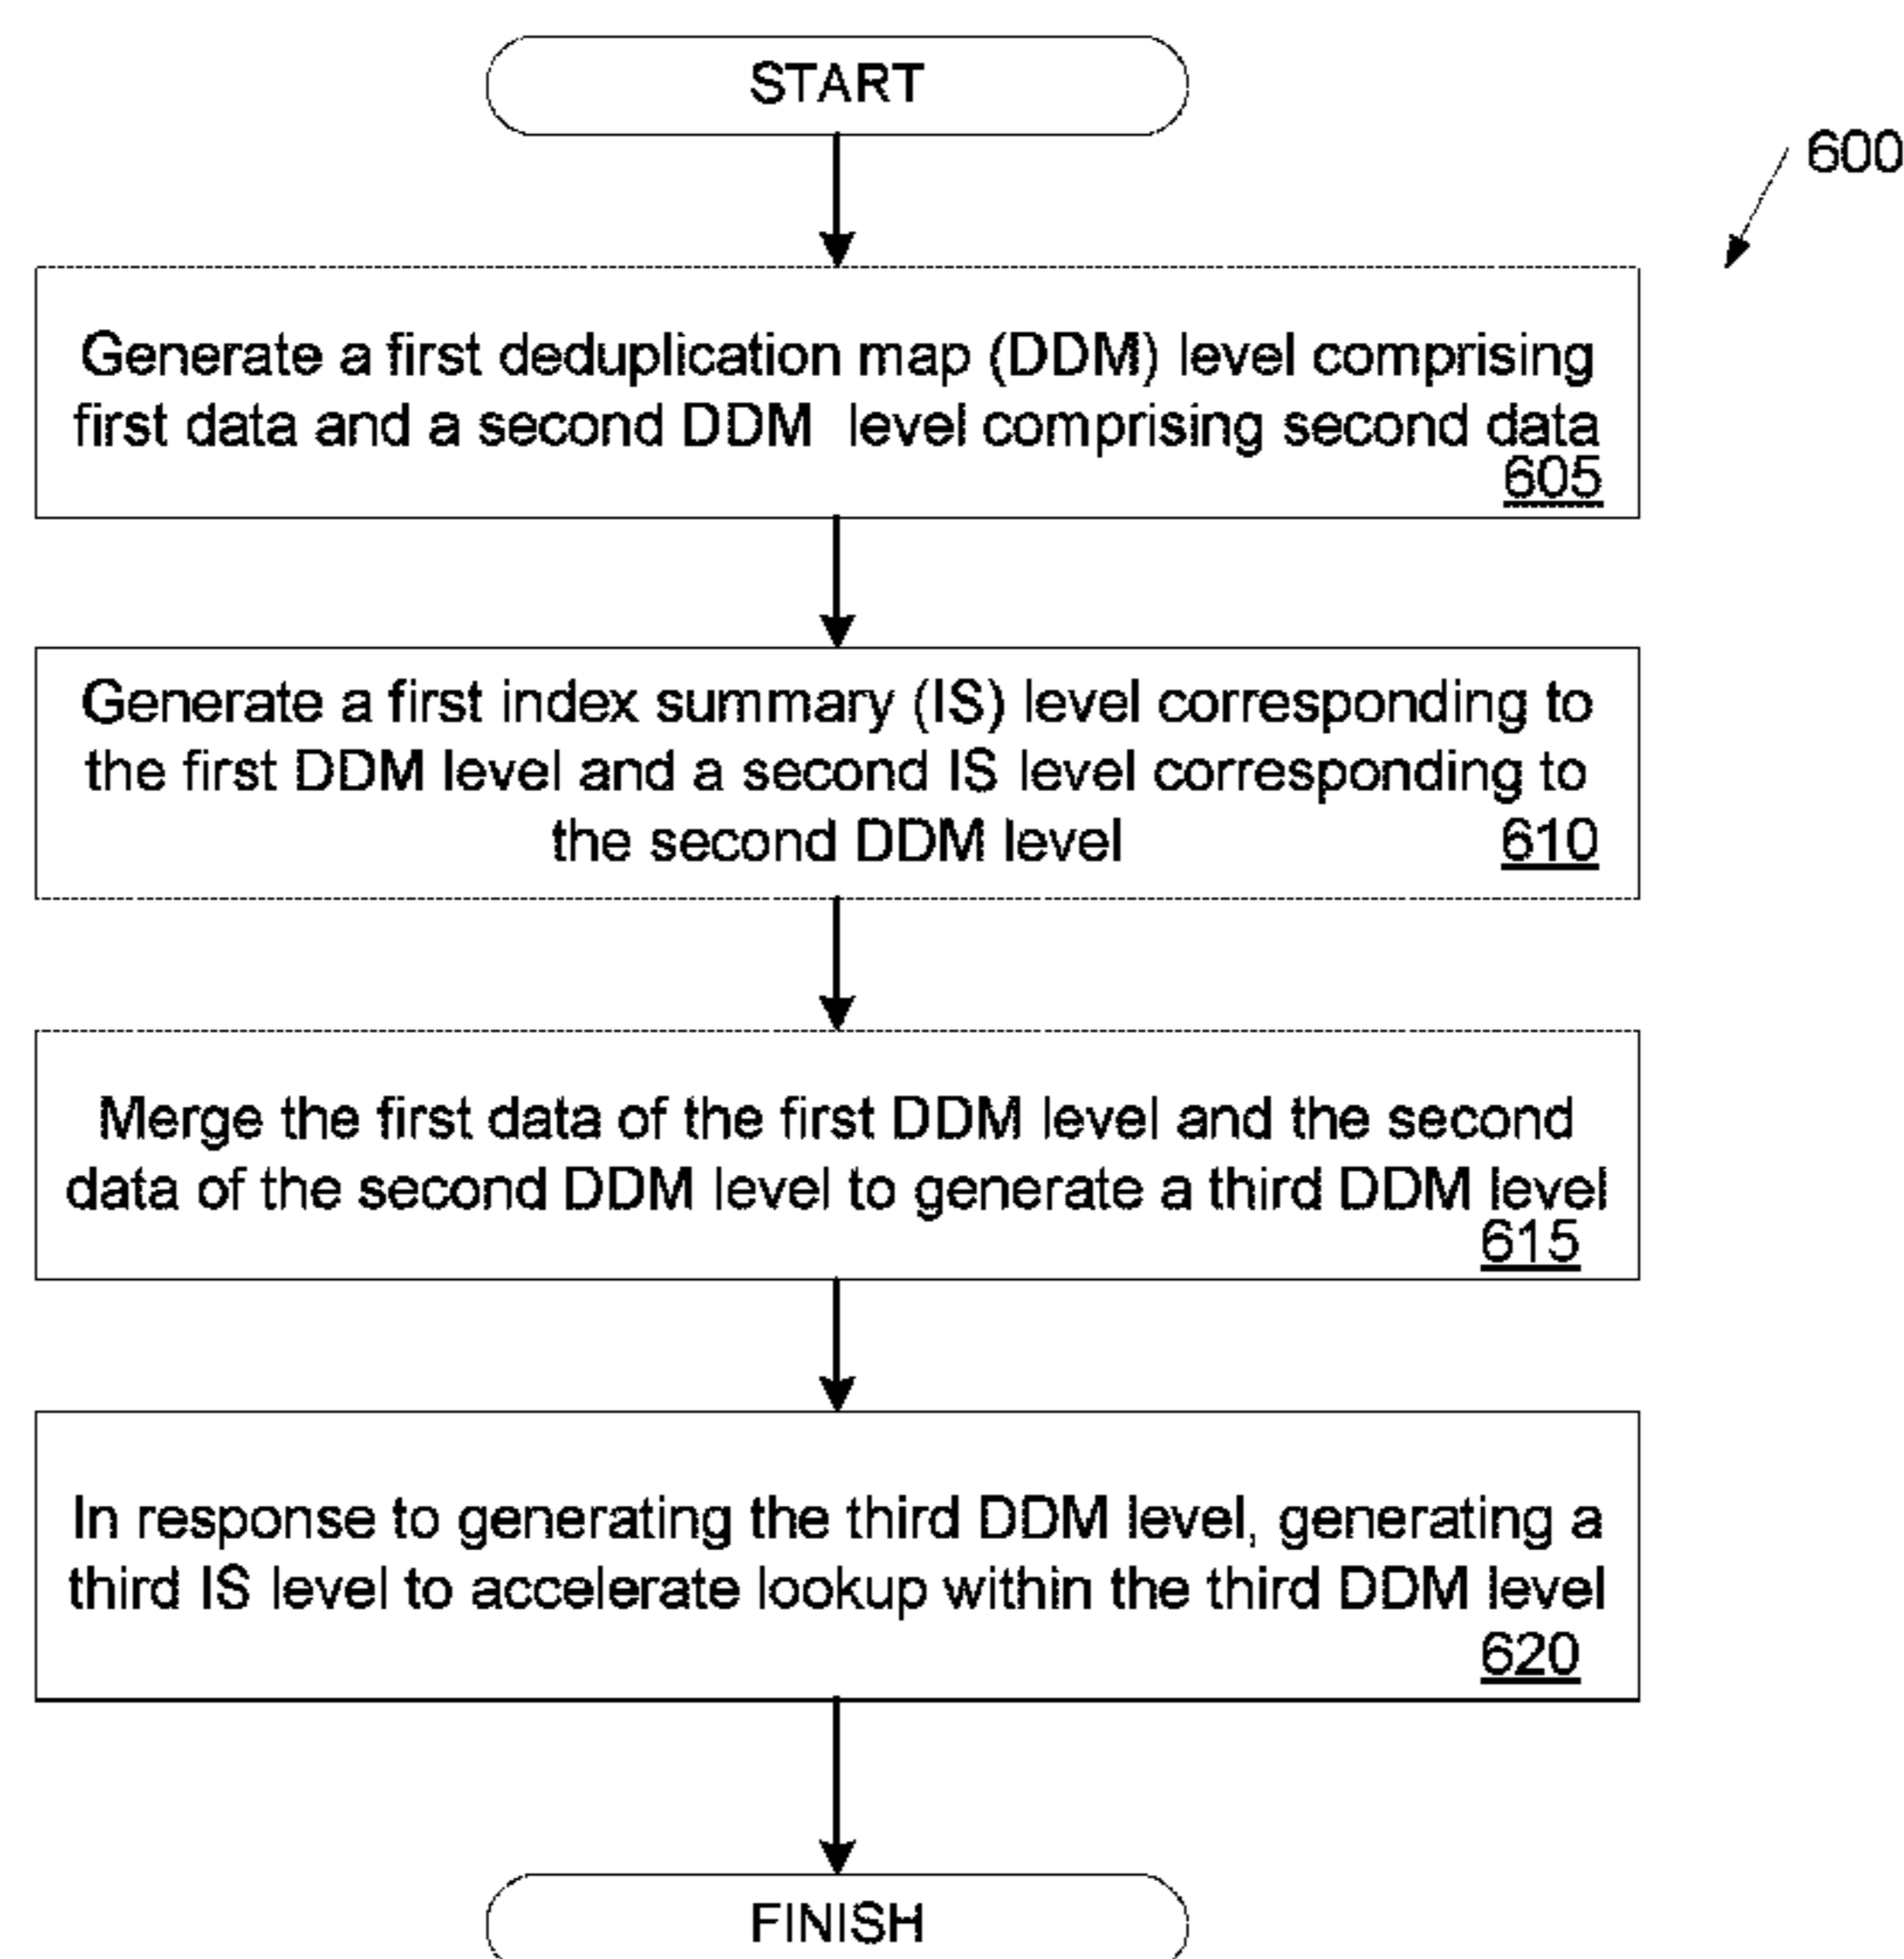 START
600
Generate a first deduplication map (DDM) level comprising
first data and a second DDM level comprising second data
605
Generate a first index summary (IS) level corresponding to
the first DDM level and a second IS level corresponding to
the second DDM level 610
Merge the first data of the first DDM level and the second
data of the second DDM level to generate a third DDM level
615
In response to generating the third DDM level, generating a
third IS level to accelerate lookup within the third DDM level
620
FINISH